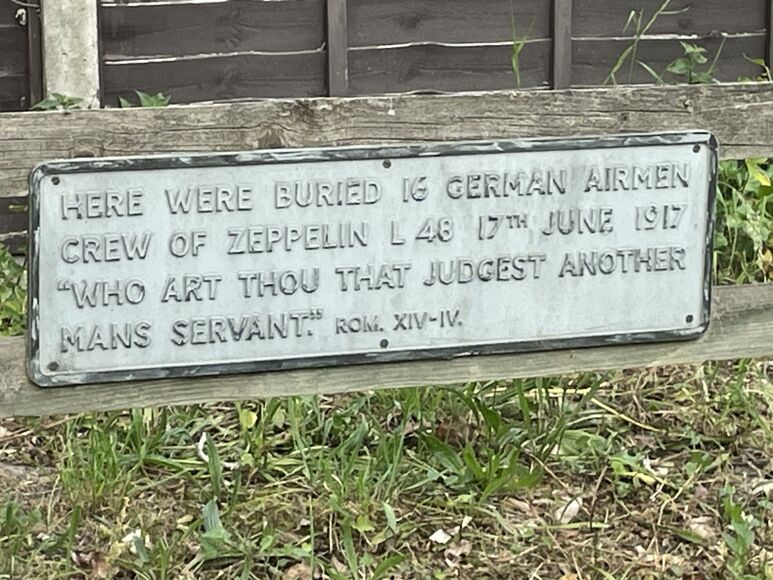 HERE WERE BURIED 16 GERMAN AIRMEN
CREW OF ZEPPELIN L 48 17TH JUNE 1917
"WHO ART THOU THAT JUDGEST ANOTHER
MANS SERVANT." ROM. XIV-IV.